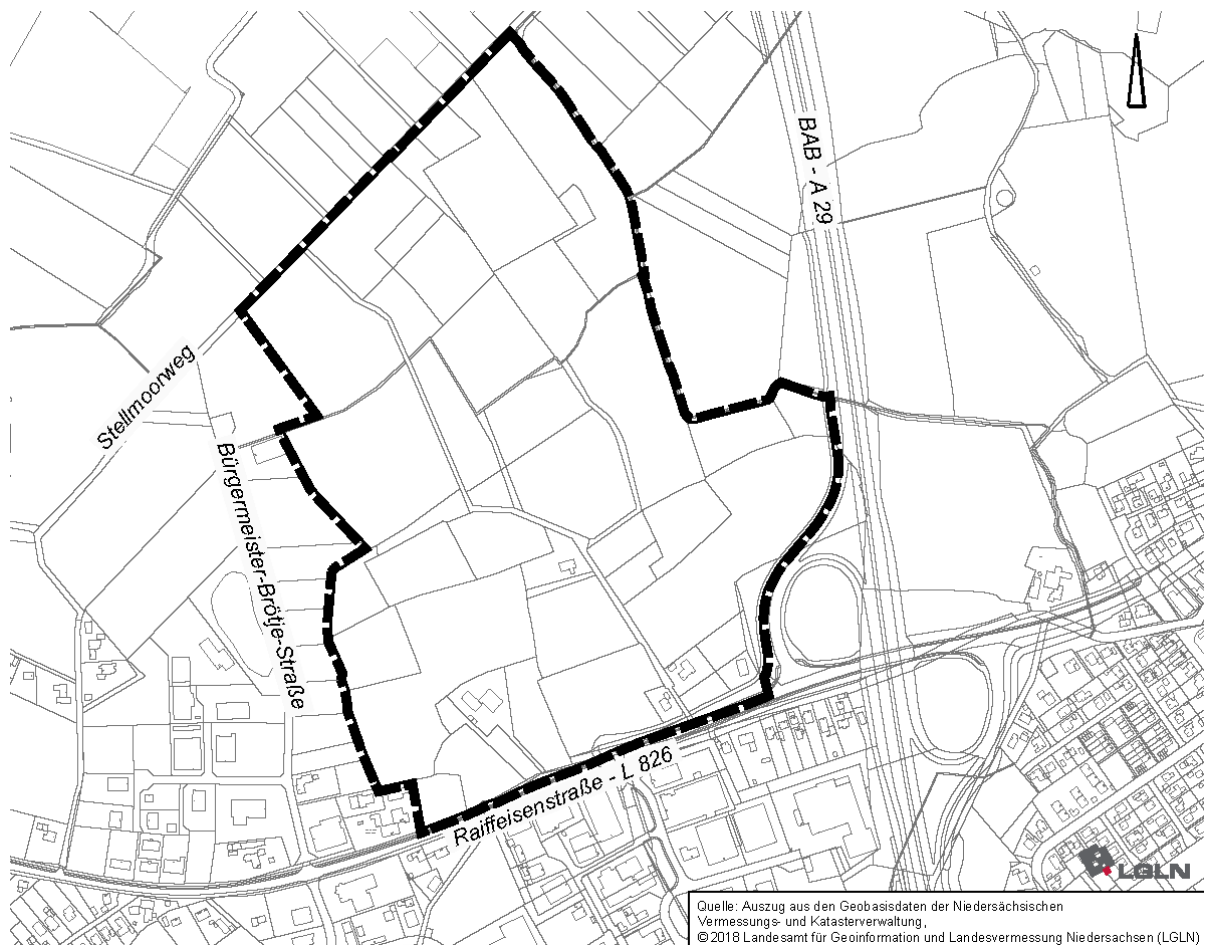 BAB - A 29
Stellmoorweg
Bürgermeister-Brötje-Straße
Raiffeisenstraße - L 826
LGLN
Quelle: Auszug aus den Geobasisdaten der Niedersächsischen
Vermessungs- und Katasterverwaltung,
©2018 Landesamt für Geoinformation und Landesvermessung Niedersachsen (LGLN)